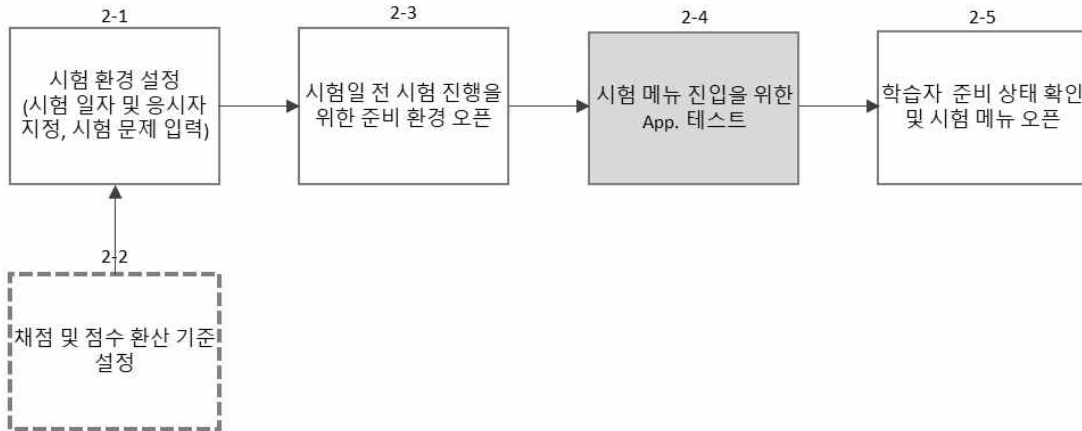 2-1
시험 환경 설정
(시험 일자 및 응시자
지정, 시험 문제 입력)
2-3
시험일 전 시험 진행을
위한 준비 환경 오픈
2-4
시험 메뉴 진입을 위한
App. 테스트
2-5
학습자 준비 상태 확인
및 시험 메뉴 오픈
2-2
채점 및 점수 환산 기준
설정